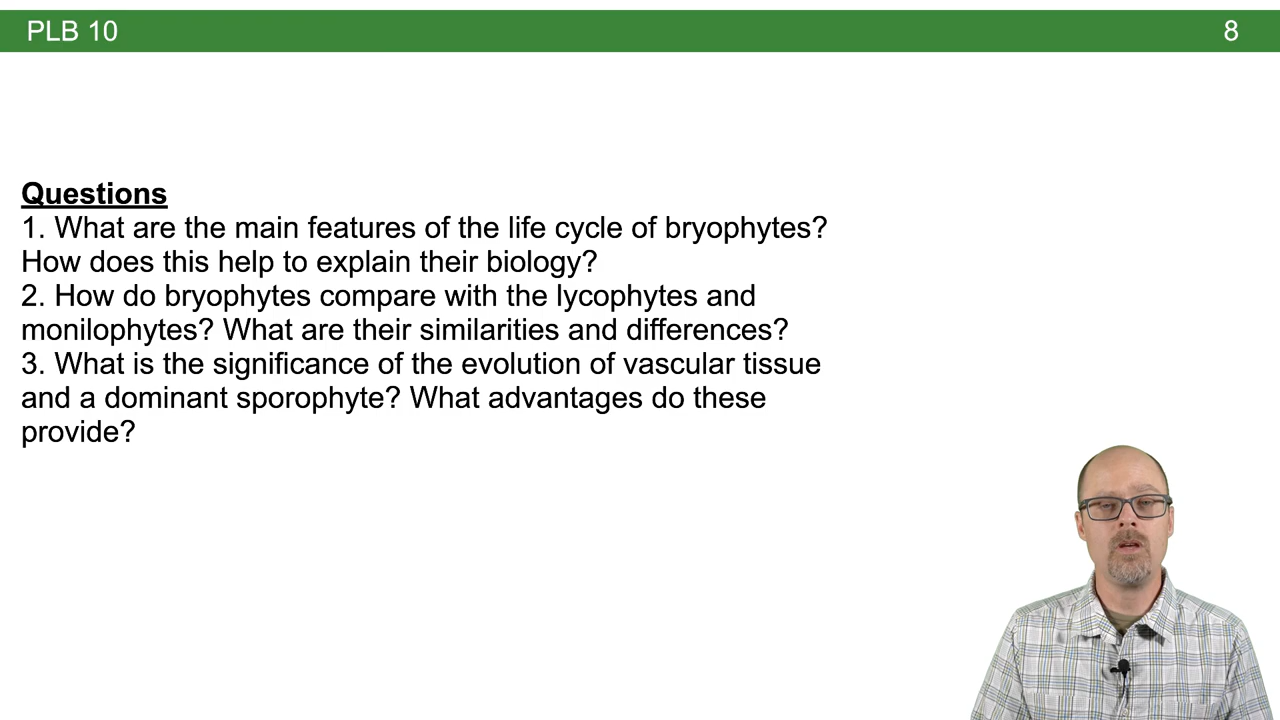 PLB 10
8
Questions
1. What are the main features of the life cycle of bryophytes?
How does this help to explain their biology?
2. How do bryophytes compare with the lycophytes and
monilophytes? What are their similarities and differences?
3. What is the significance of the evolution of vascular tissue
and a dominant sporophyte? What advantages do these
provide?